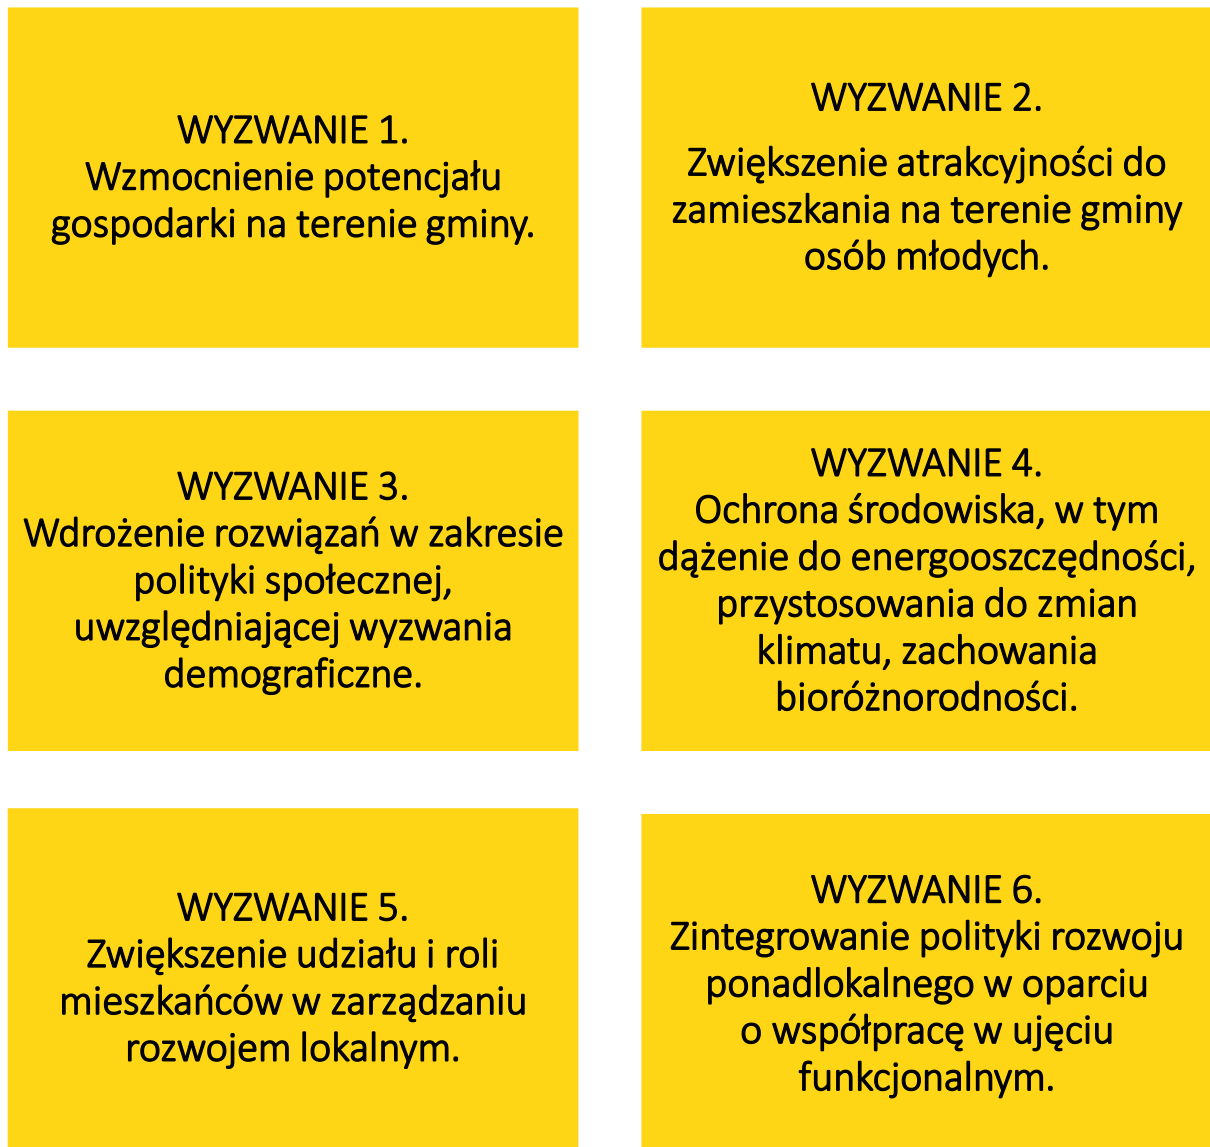 WYZWANIE 1.
Wzmocnienie potencjału
gospodarki na terenie gminy.
WYZWANIE 2.
Zwiększenie atrakcyjności do
zamieszkania na terenie gminy
osób młodych.
WYZWANIE 3.
Wdrożenie rozwiązań w zakresie
polityki społecznej,
uwzględniającej wyzwania
demograficzne.
WYZWANIE 4.
Ochrona środowiska, w tym
dążenie do energooszczędności,
przystosowania do zmian
klimatu, zachowania
bioróżnorodności.
WYZWANIE 5.
Zwiększenie udziału i roli
mieszkańców w zarządzaniu
rozwojem lokalnym.
WYZWANIE 6.
Zintegrowanie polityki rozwoju
ponadlokalnego w oparciu
o współpracę w ujęciu
funkcjonalnym.